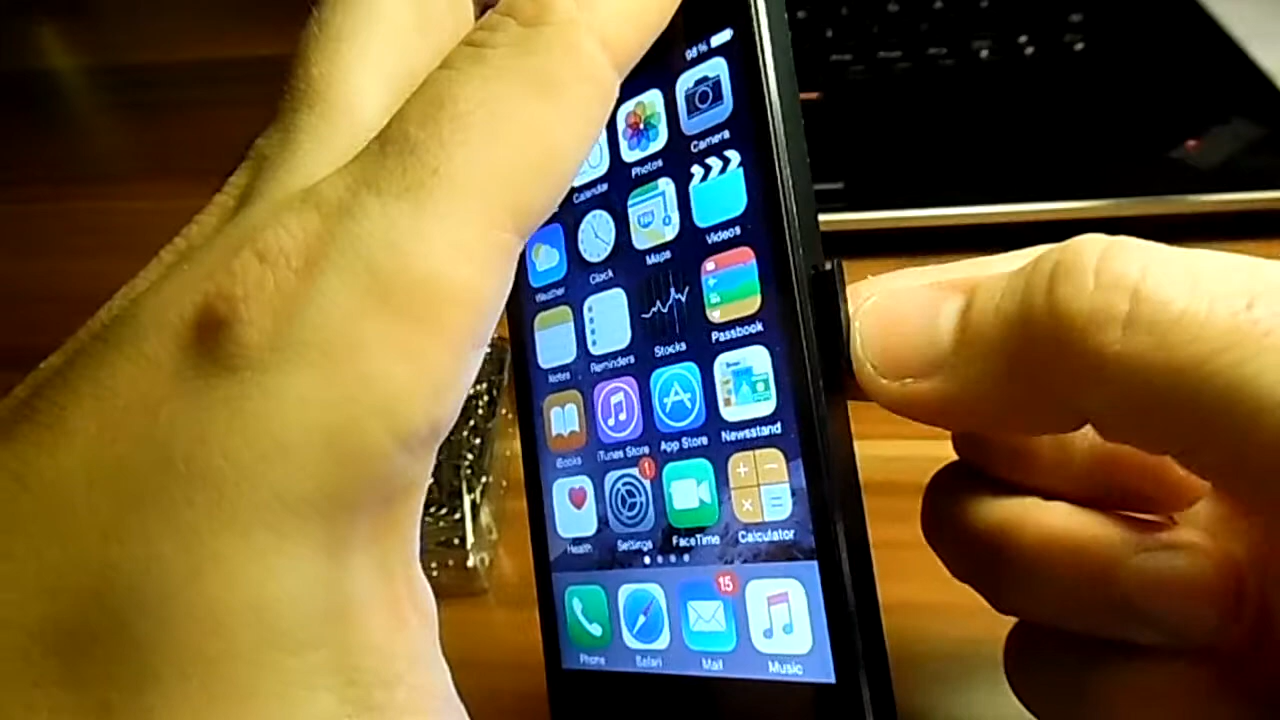 98%
Calendar Photos Camera
Weather Clock Maps Videos
Notes Reminders Stocks Passbook
iBooks iTunes Store App Store Newsstand
1
Health Settings FaceTime Calculator
15
Phone Safari Mail Music